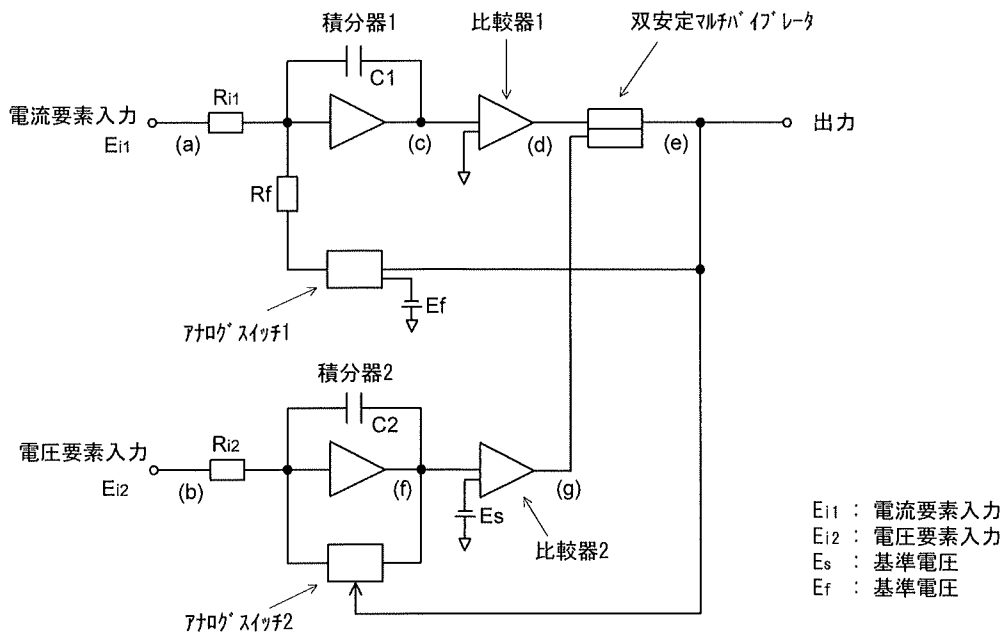 積分器1
比較器1
双安定ﾏﾙﾁﾊﾞｲﾌﾞﾚｰﾀ
C1
Ri1
電流要素入力
Ei1
(a)
(c)
(d)
(e)
出力
Rf
Ef
ｱﾅﾛｸﾞｽｲｯﾁ1
積分器2
C2
Ri2
電圧要素入力
Ei2
(b)
(f)
(g)
Es
比較器2
ｱﾅﾛｸﾞｽｲｯﾁ2
Ei1 : 電流要素入力
Ei2 : 電圧要素入力
Es : 基準電圧
Ef : 基準電圧